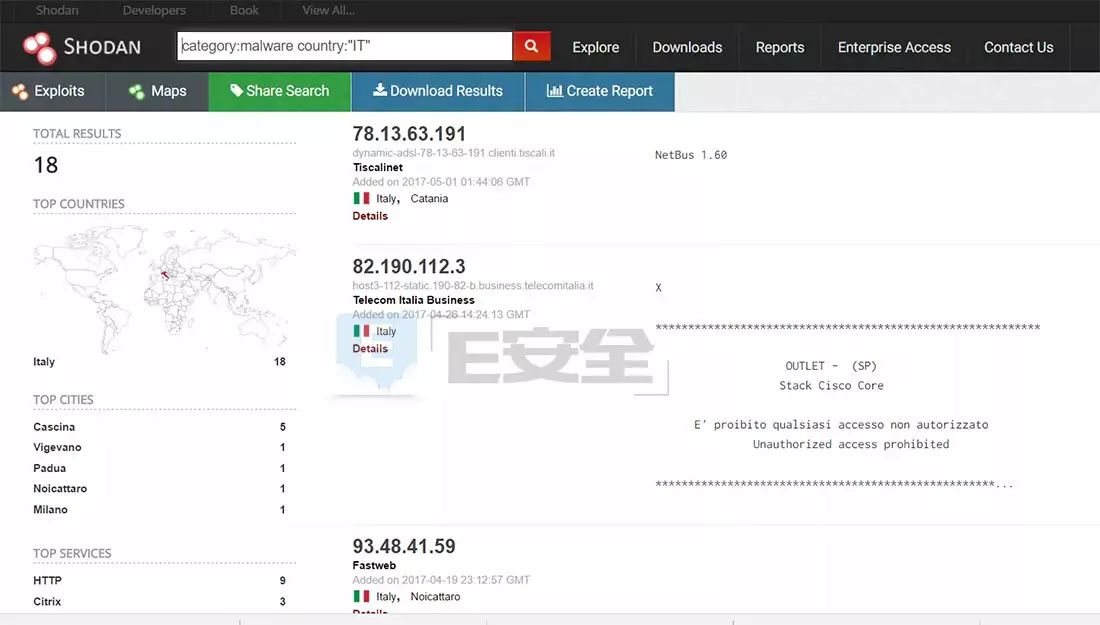 Shodan Developers Book View All...
SHODAN category:malware country:"IT" Explore Downloads Reports Enterprise Access Contact Us
Exploits Maps Share Search Download Results Create Report
TOTAL RESULTS
18
TOP COUNTRIES
Italy 18
TOP CITIES
Cascina 5
Vigevano 1
Padua 1
Noicattaro 1
Milano 1
TOP SERVICES
HTTP 9
Citrix 3
78.13.63.191
dynamic-adsl-78-13-63-191.clienti.tiscali.it
Tiscalinet
Added on 2017-05-01 01:44:06 GMT
Italy, Catania
Details
NetBus 1.60
82.190.112.3
host3-112-static.190-82-b.business.telecomitalia.it
Telecom Italia Business
Added on 2017-04-26 14:24:13 GMT
Italy
Details
X
***********************************************************
OUTLET - (SP)
Stack Cisco Core
E' proibito qualsiasi accesso non autorizzato
Unauthorized access prohibited
****************************************************...
E E安全
93.48.41.59
Fastweb
Added on 2017-04-19 23:12:57 GMT
Italy, Noicattaro
Details